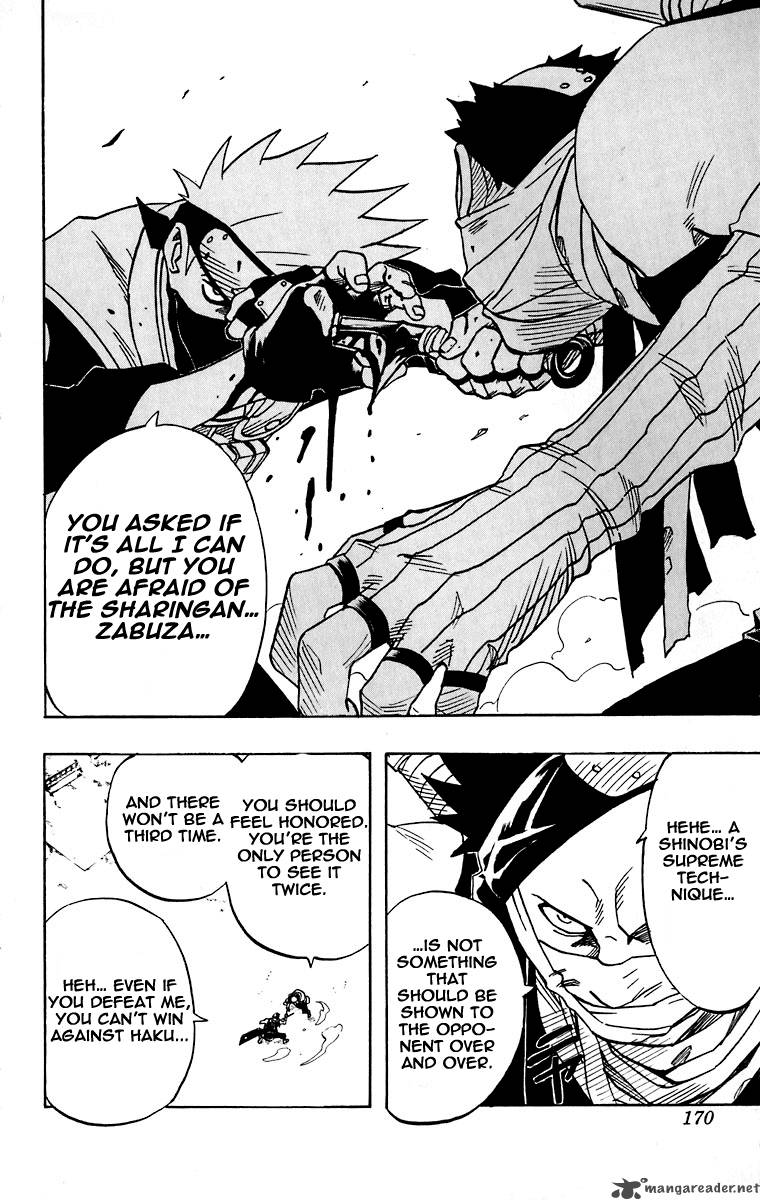 YOU ASKED IF
IT'S ALL I CAN
DO, BUT YOU
ARE AFRAID OF
THE SHARINGAN...
ZABUZA...
HEHE... A
SHINOBI'S
SUPREME
TECH-
NIQUE...
...IS NOT
SOMETHING
THAT
SHOULD BE
SHOWN TO
THE OPPO-
NENT OVER
AND OVER.
YOU SHOULD
FEEL HONORED.
YOU'RE THE
ONLY PERSON
TO SEE IT
TWICE.
AND THERE
WON'T BE A
THIRD TIME.
HEH... EVEN IF
YOU DEFEAT ME,
YOU CAN'T WIN
AGAINST HAKU...
170
mangareader.net